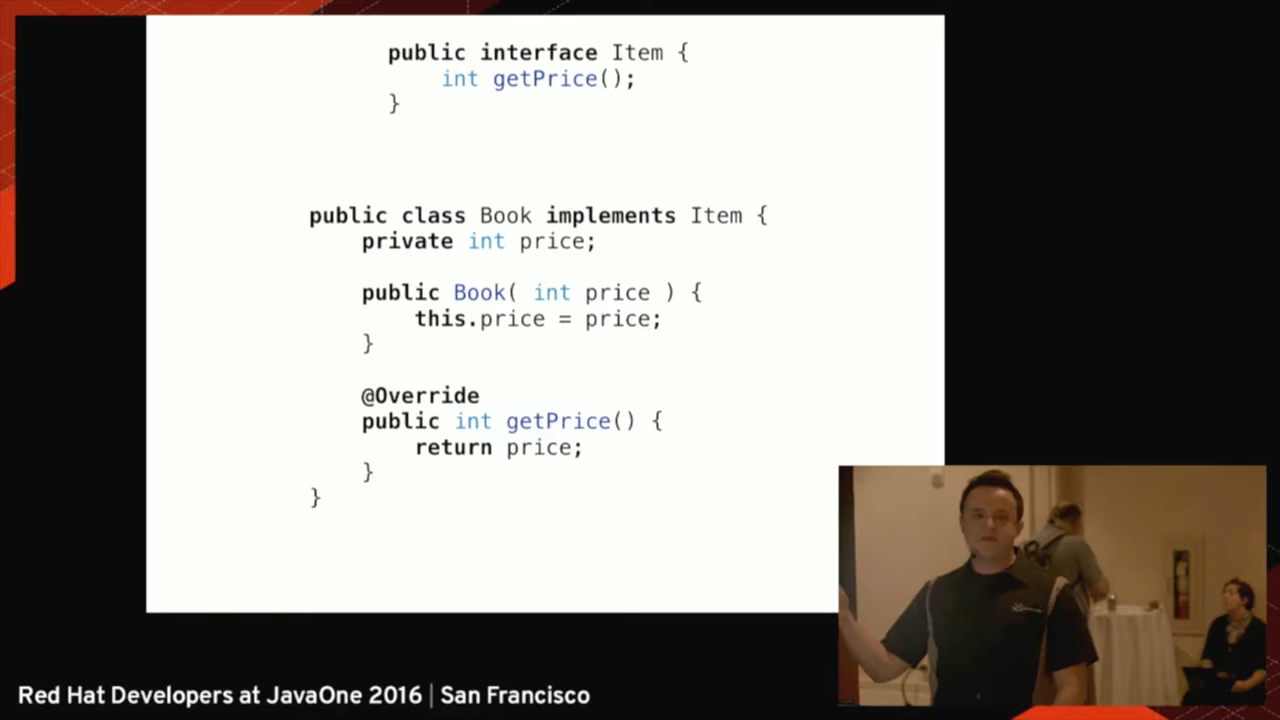 public interface Item {
int getPrice();
}
public class Book implements Item {
private int price;
public Book( int price ) {
this.price = price;
}
@Override
public int getPrice() {
return price;
}
}
Red Hat Developers at JavaOne 2016 | San Francisco